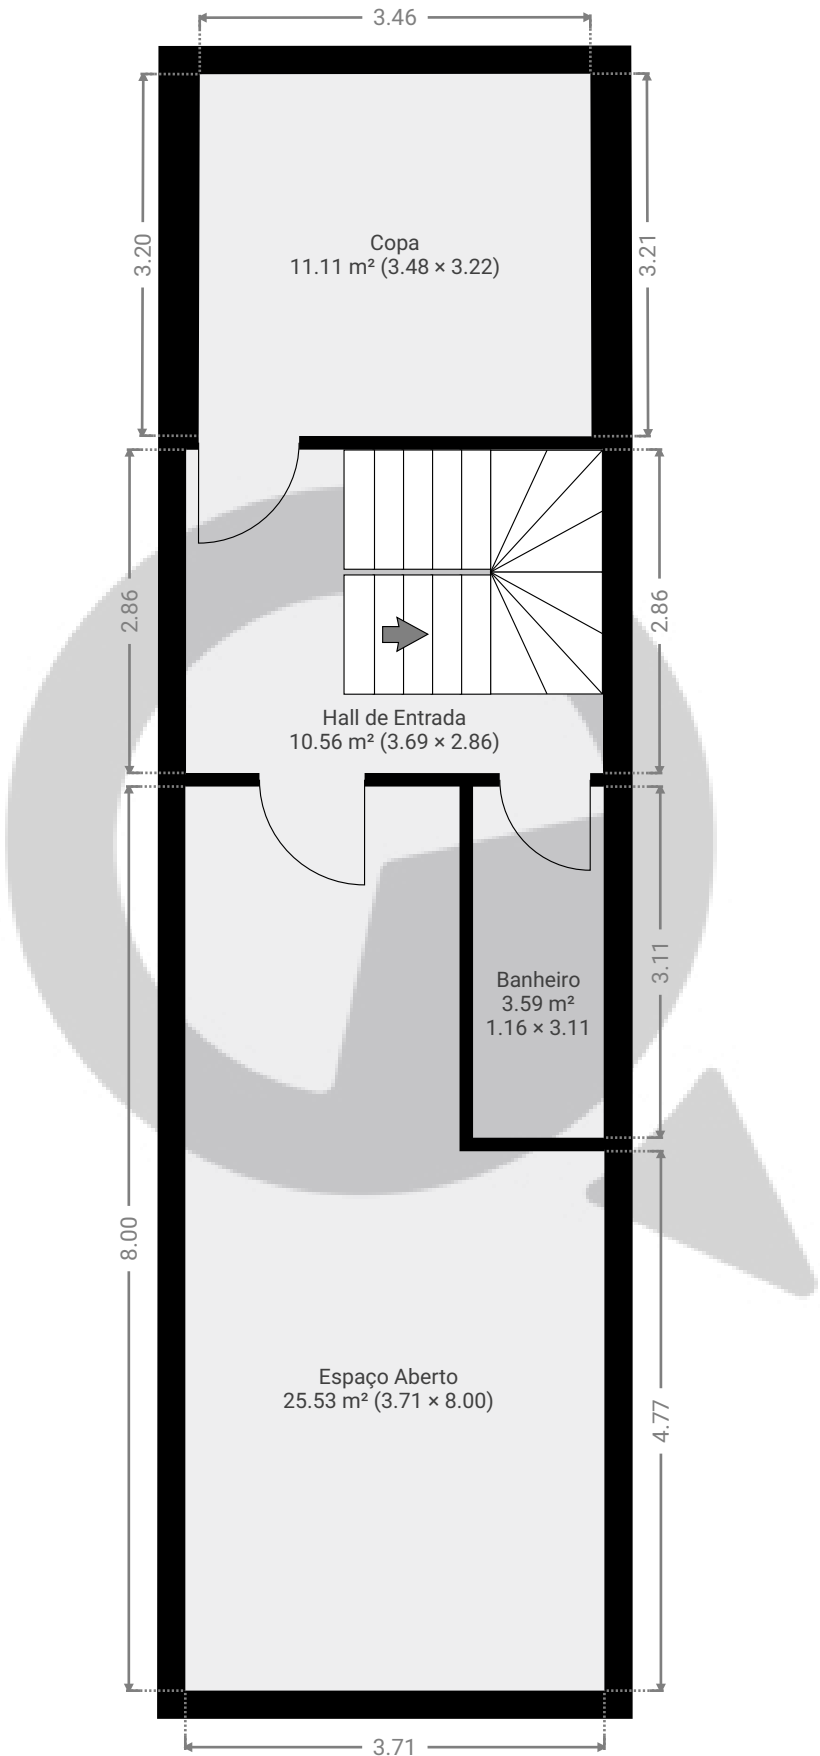 3.46
Copa
11.11 m² (3.48 × 3.22)
3.20
3.21
2.86
2.86
Hall de Entrada
10.56 m² (3.69 × 2.86)
Banheiro
3.59 m²
1.16 × 3.11
3.11
8.00
Espaço Aberto
25.53 m² (3.71 × 8.00)
4.77
3.71